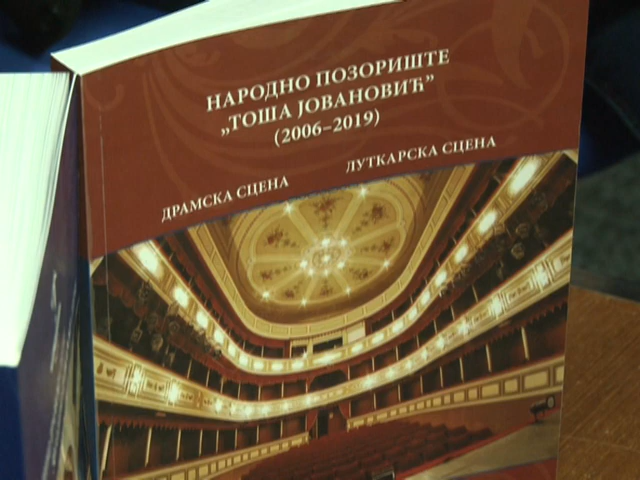 НАРОДНО ПОЗОРИШТЕ
„ТОША ЈОВАНОВИЋ”
(2006–2019)
ДРАМСКА СЦЕНА
ЛУТКАРСКА СЦЕНА